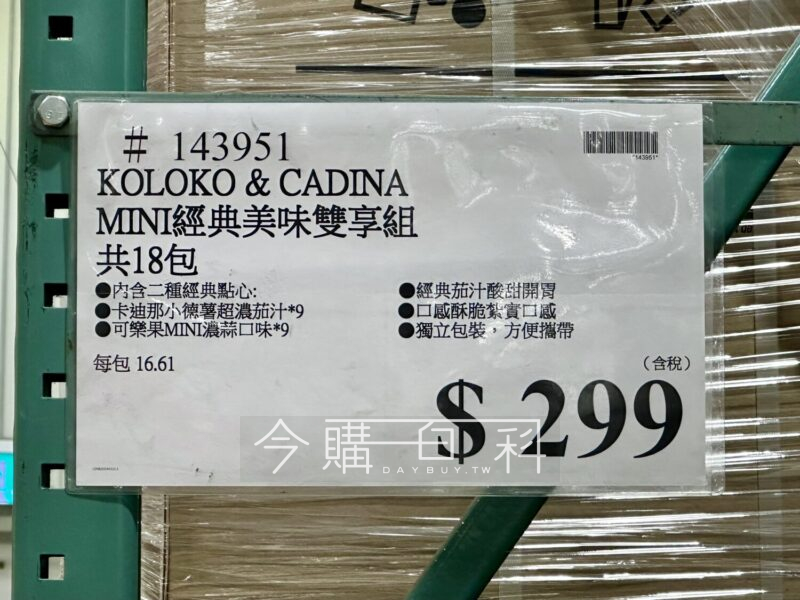 # 143951
*143951*
KOLOKO & CADINA
MINI經典美味雙享組
共18包
●內含二種經典點心:
●卡迪那小德薯超濃茄汁*9
●可樂果MINI濃蒜口味*9
●經典茄汁酸甜開胃
●口感酥脆紮實口感
●獨立包裝，方便攜帶
每包 16.61
（含稅）
$ 299
今購百科
DAYBUY.TW